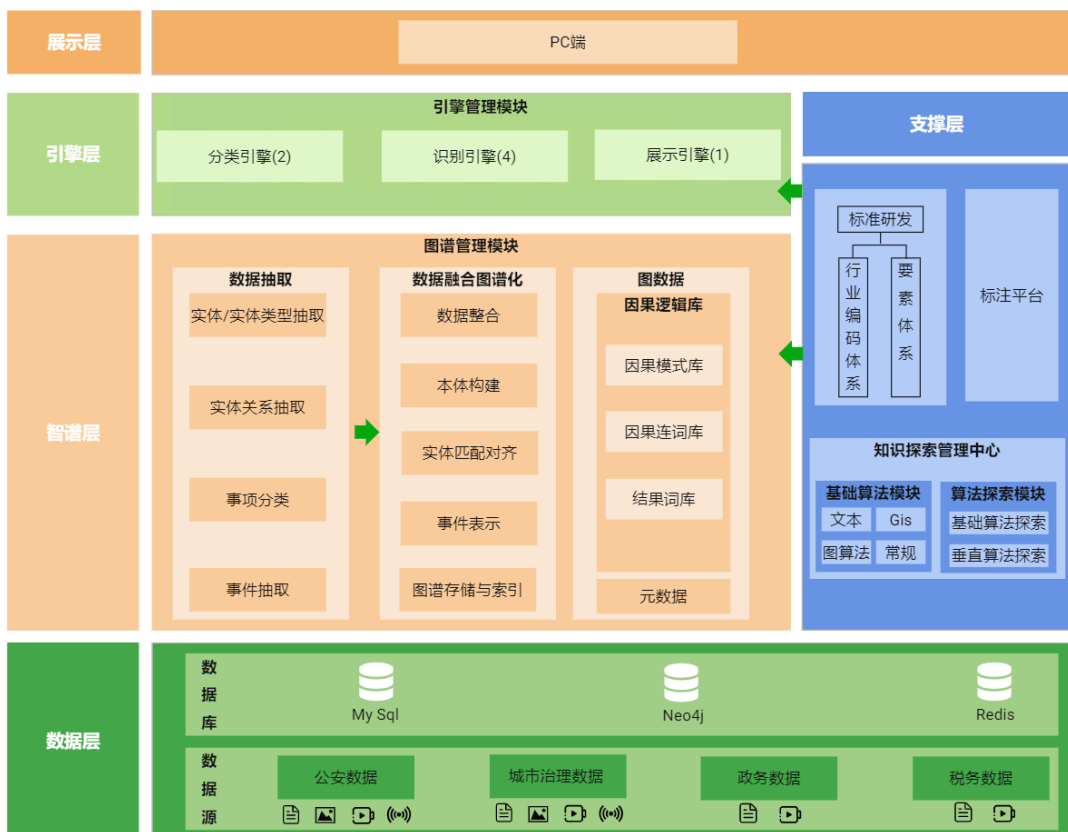 展示层
PC端
引擎层
引擎管理模块
分类引擎(2)
识别引擎(4)
展示引擎(1)
支撑层
标准研发
行业编码体系
要素体系
标注平台
知识探索管理中心
基础算法模块
文本
Gis
图算法
常规
算法探索模块
基础算法探索
垂直算法探索
智谱层
图谱管理模块
数据抽取
实体/实体类型抽取
实体关系抽取
事项分类
事件抽取
数据融合图谱化
数据整合
本体构建
实体匹配对齐
事件表示
图谱存储与索引
图数据
因果逻辑库
因果模式库
因果连词库
结果词库
元数据
数据层
数据库
My Sql
Neo4j
Redis
数据源
公安数据
城市治理数据
政务数据
税务数据